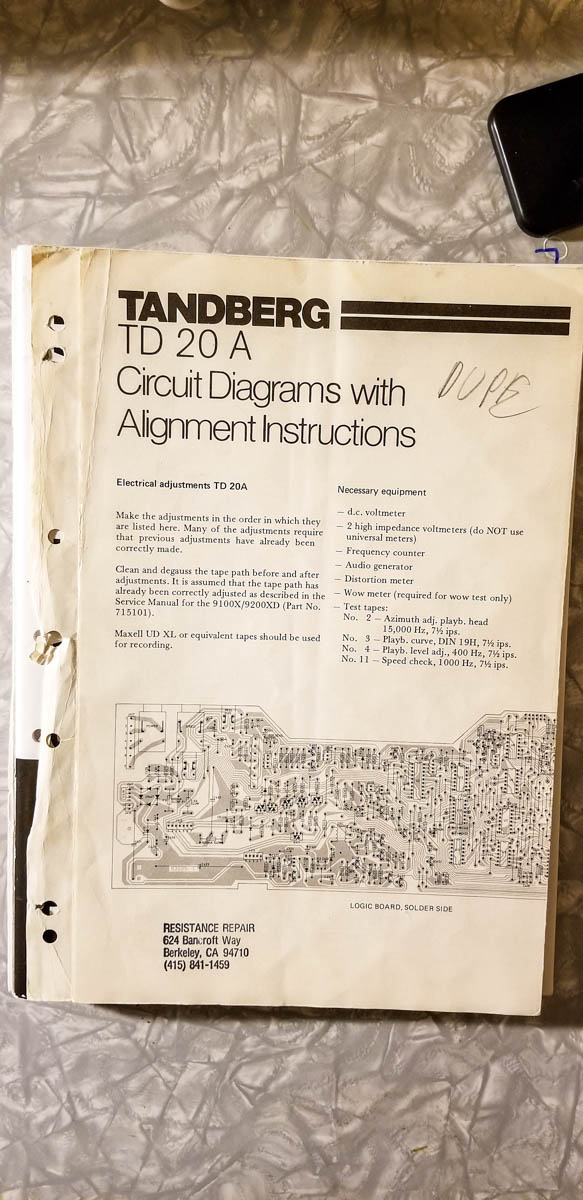 TANDBERG
TD 20 A
Circuit Diagrams with
Alignment Instructions
DUPE
Electrical adjustments TD 20A
Make the adjustments in the order in which they
are listed here. Many of the adjustments require
that previous adjustments have already been
correctly made.
Clean and degauss the tape path before and after
adjustments. It is assumed that the tape path has
already been correctly adjusted as described in the
Service Manual for the 9100X/9200XD (Part No.
715101).
Maxell UD XL or equivalent tapes should be used
for recording.
Necessary equipment
– d.c. voltmeter
– 2 high impedance voltmeters (do NOT use
universal meters)
– Frequency counter
– Audio generator
– Distortion meter
– Wow meter (required for wow test only)
– Test tapes:
No. 2 – Azimuth adj. playb. head
15,000 Hz, 7½ ips.
No. 3 – Playb. curve, DIN 19H, 7½ ips.
No. 4 – Playb. level adj., 400 Hz, 7½ ips.
No. 11 – Speed check, 1000 Hz, 7½ ips.
LOGIC BOARD, SOLDER SIDE
RESISTANCE REPAIR
624 Bancroft Way
Berkeley, CA 94710
(415) 841-1459